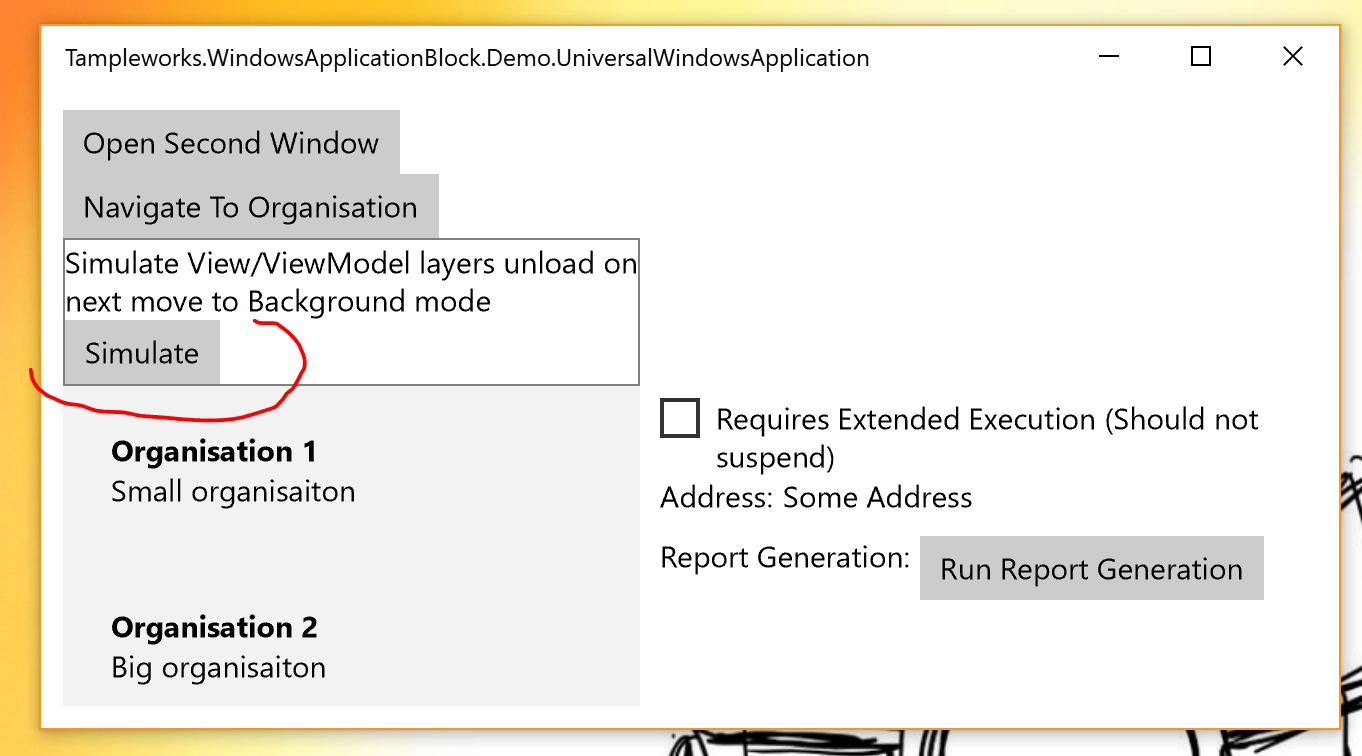 Tampleworks.WindowsApplicationBlock.Demo.UniversalWindowsApplication
Open Second Window
Navigate To Organisation
Simulate View/ViewModel layers unload on
next move to Background mode
Simulate
Organisation 1
Small organisaiton
Organisation 2
Big organisaiton
Requires Extended Execution (Should not
suspend)
Address: Some Address
Report Generation: Run Report Generation